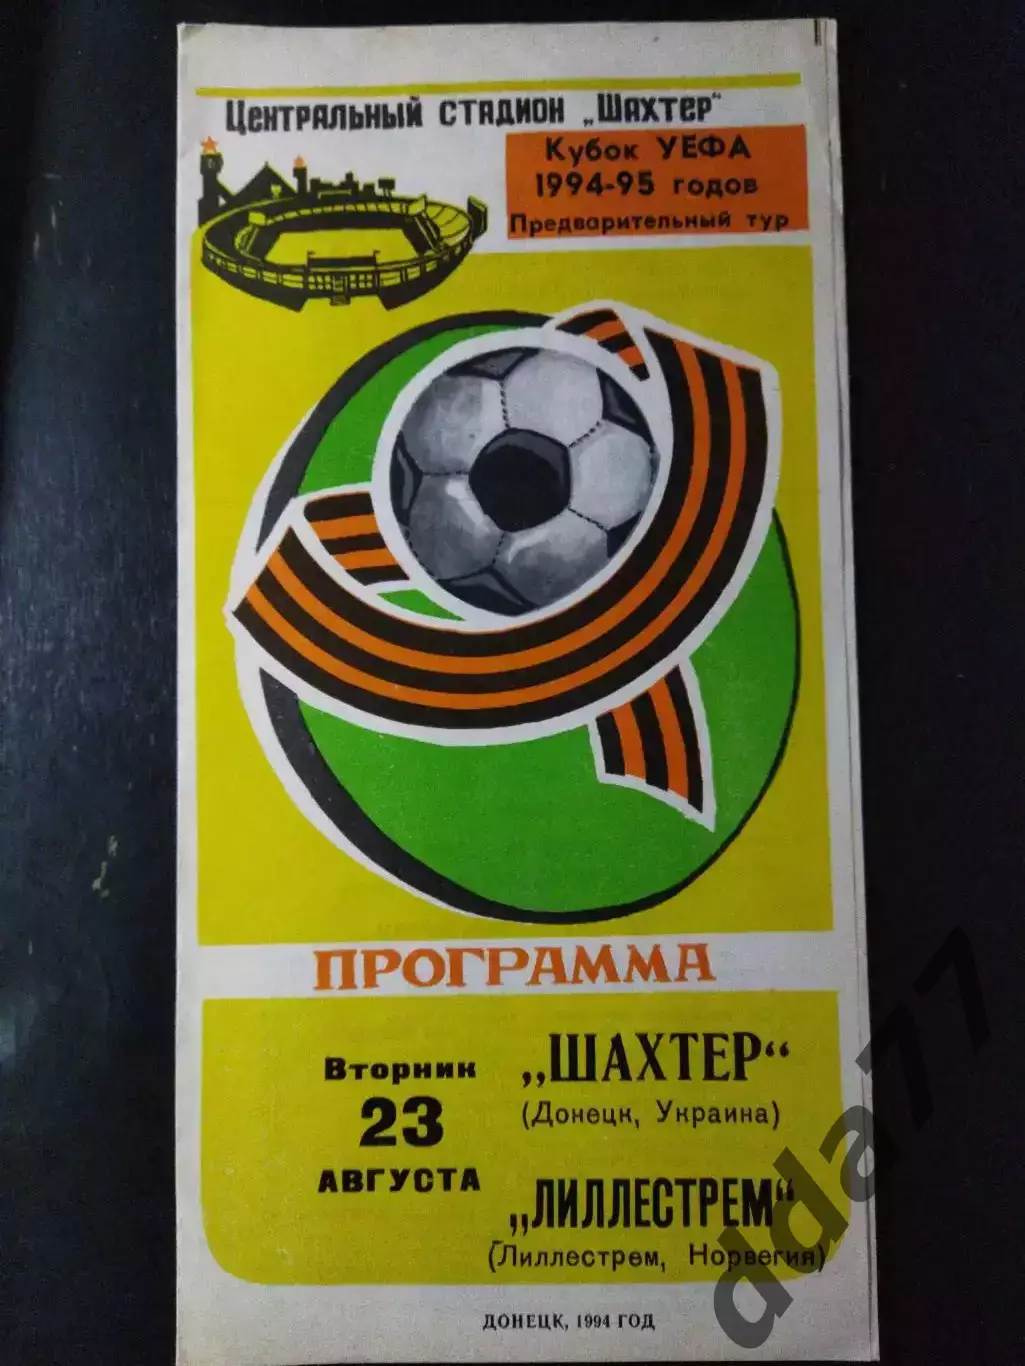 Центральный стадион „Шахтер“
Кубок УЕФА
1994-95 годов
Предварительный тур
ПРОГРАММА
Вторник
23
АВГУСТА
„ШАХТЕР“
(Донецк, Украина)
„ЛИЛЛЕСТРЕМ“
(Лиллестрем, Норвегия)
ДОНЕЦК, 1994 ГОД
dda77